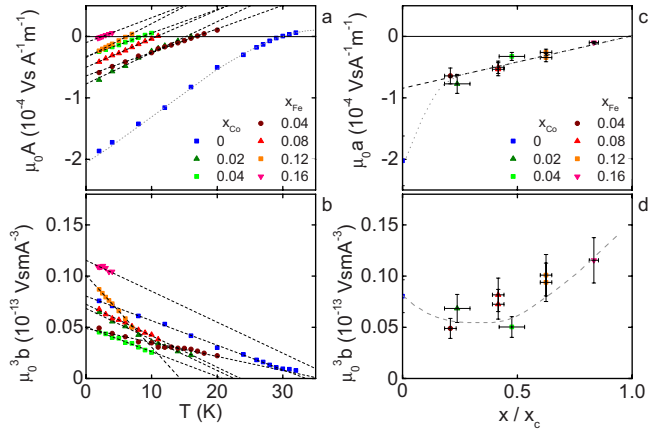 a
0
-1
-2
μ₀A (10⁻⁴ Vs A⁻¹m⁻¹)
x_Co
x_Fe
0
0.04
0.02
0.08
0.04
0.12
0.16
c
0
-1
-2
μ₀a (10⁻⁴ Vs A⁻¹m⁻¹)
x_Co
x_Fe
0.04
0
0.08
0.02
0.12
0.04
0.16
b
0.15
0.10
0.05
0.00
μ₀³b (10⁻¹³ VsmA⁻³)
0 10 20 30
T (K)
d
0.15
0.10
0.05
0.00
μ₀³b (10⁻¹³ VsmA⁻³)
0 0.5 1.0
x / x_c